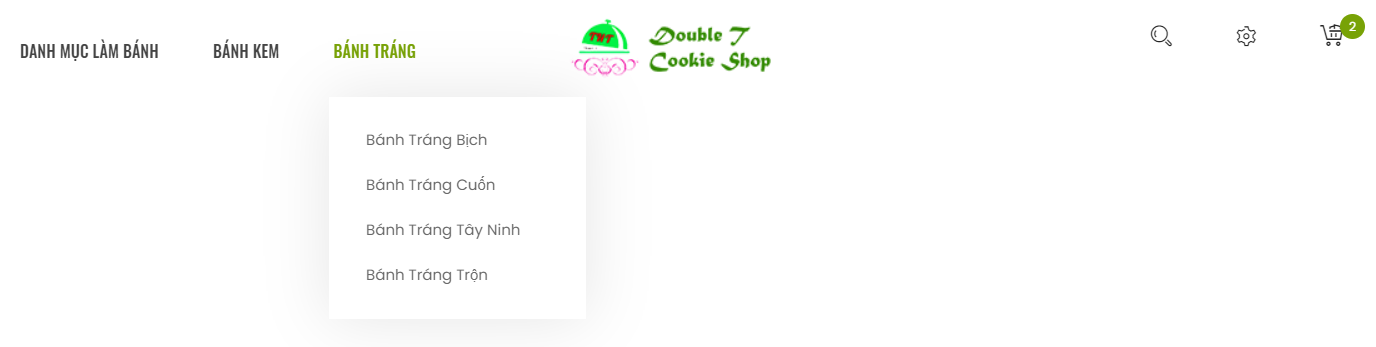 DANH MỤC LÀM BÁNH
BÁNH KEM
BÁNH TRÁNG
TNT
Double T
Cookie Shop
2
Bánh Tráng Bịch
Bánh Tráng Cuốn
Bánh Tráng Tây Ninh
Bánh Tráng Trộn